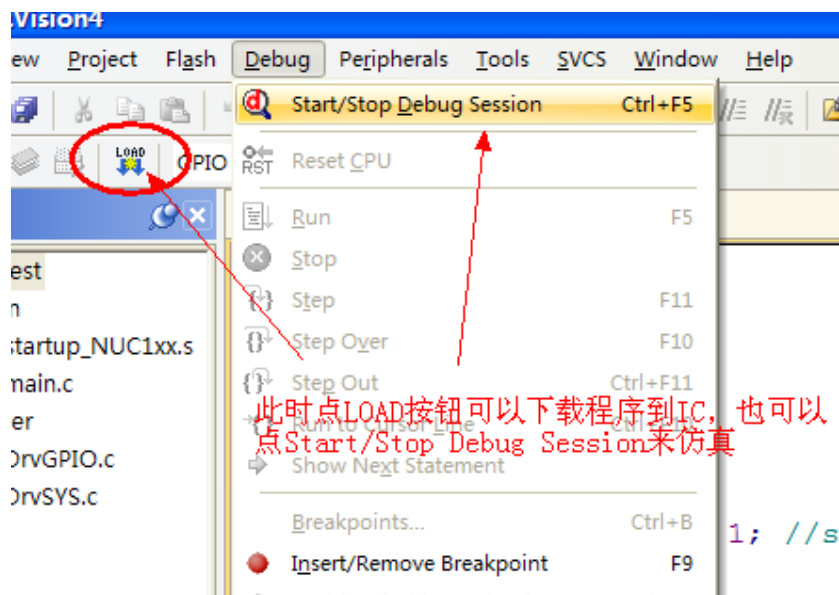 Vision4
ew Project Flash Debug Peripherals Tools SVCS Window Help
Start/Stop Debug Session Ctrl+F5
LOAD
GPIO
RST Reset CPU
Run F5
Stop
est
Step F11
startup_NUC1xx.s
Step Over F10
main.c
Step Out Ctrl+F11
er
此时点LOAD按钮可以下载程序到IC,也可以
Run to Cursor Line
点Start/Stop Debug Session来仿真
DrvGPIO.c
Show Next Statement
DrvSYS.c
Breakpoints... Ctrl+B
1; //s
Insert/Remove Breakpoint F9